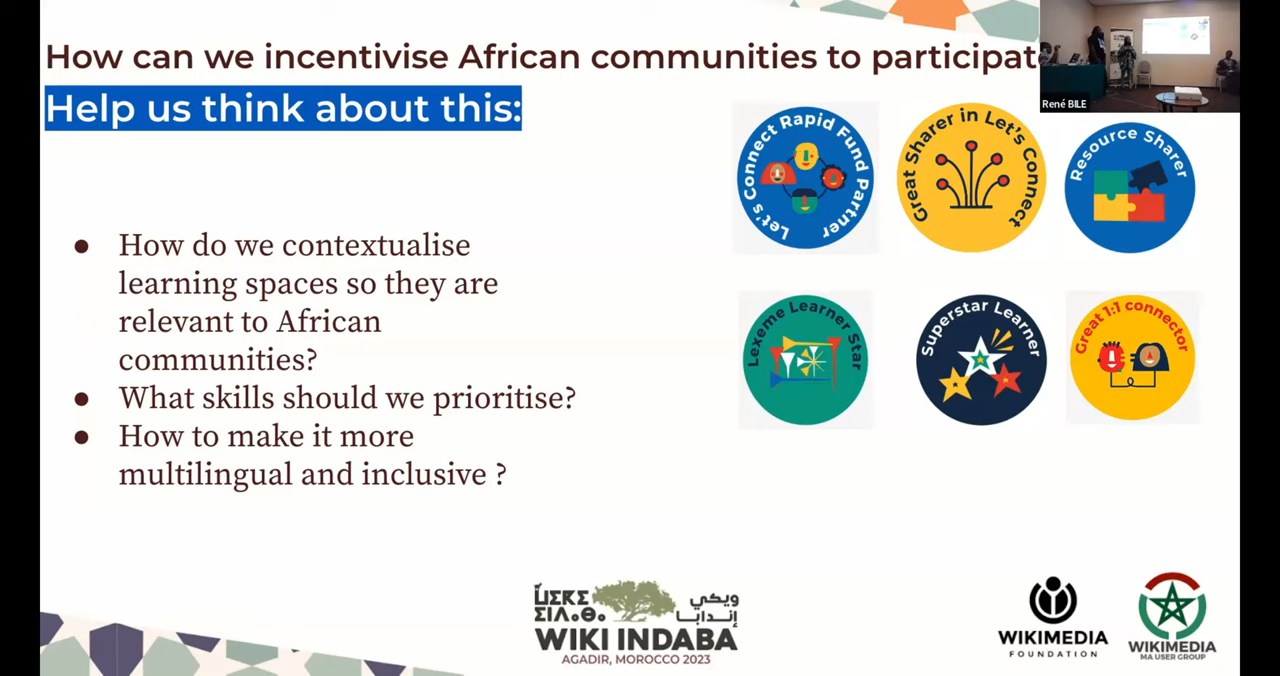 How can we incentivise African communities to participat
Help us think about this:
René BILE
Let's Connect Rapid Fund Partner
Great Sharer in Let's Connect
Resource Sharer
● How do we contextualise
learning spaces so they are
relevant to African
communities?
● What skills should we prioritise?
● How to make it more
multilingual and inclusive ?
Lexeme Learner Star
Superstar Learner
Great 1:1 connector
ⵡⵉⴽⵉ
ⵉⵏⴷⴰⴱⴰ
ويكي
إندابا
WIKI INDABA
AGADIR, MOROCCO 2023
WIKIMEDIA
FOUNDATION
WIKIMEDIA
MA USER GROUP